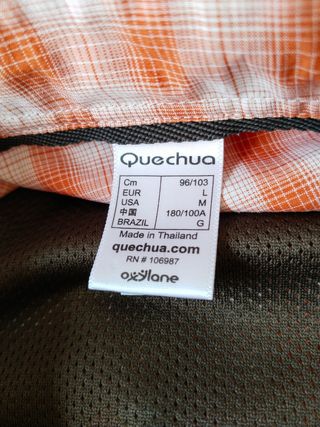 Quechua
Cm 96/103
EUR L
USA M
中国 180/100A
BRAZIL G
Made in Thailand
quechua.com
RN # 106987
oxylane